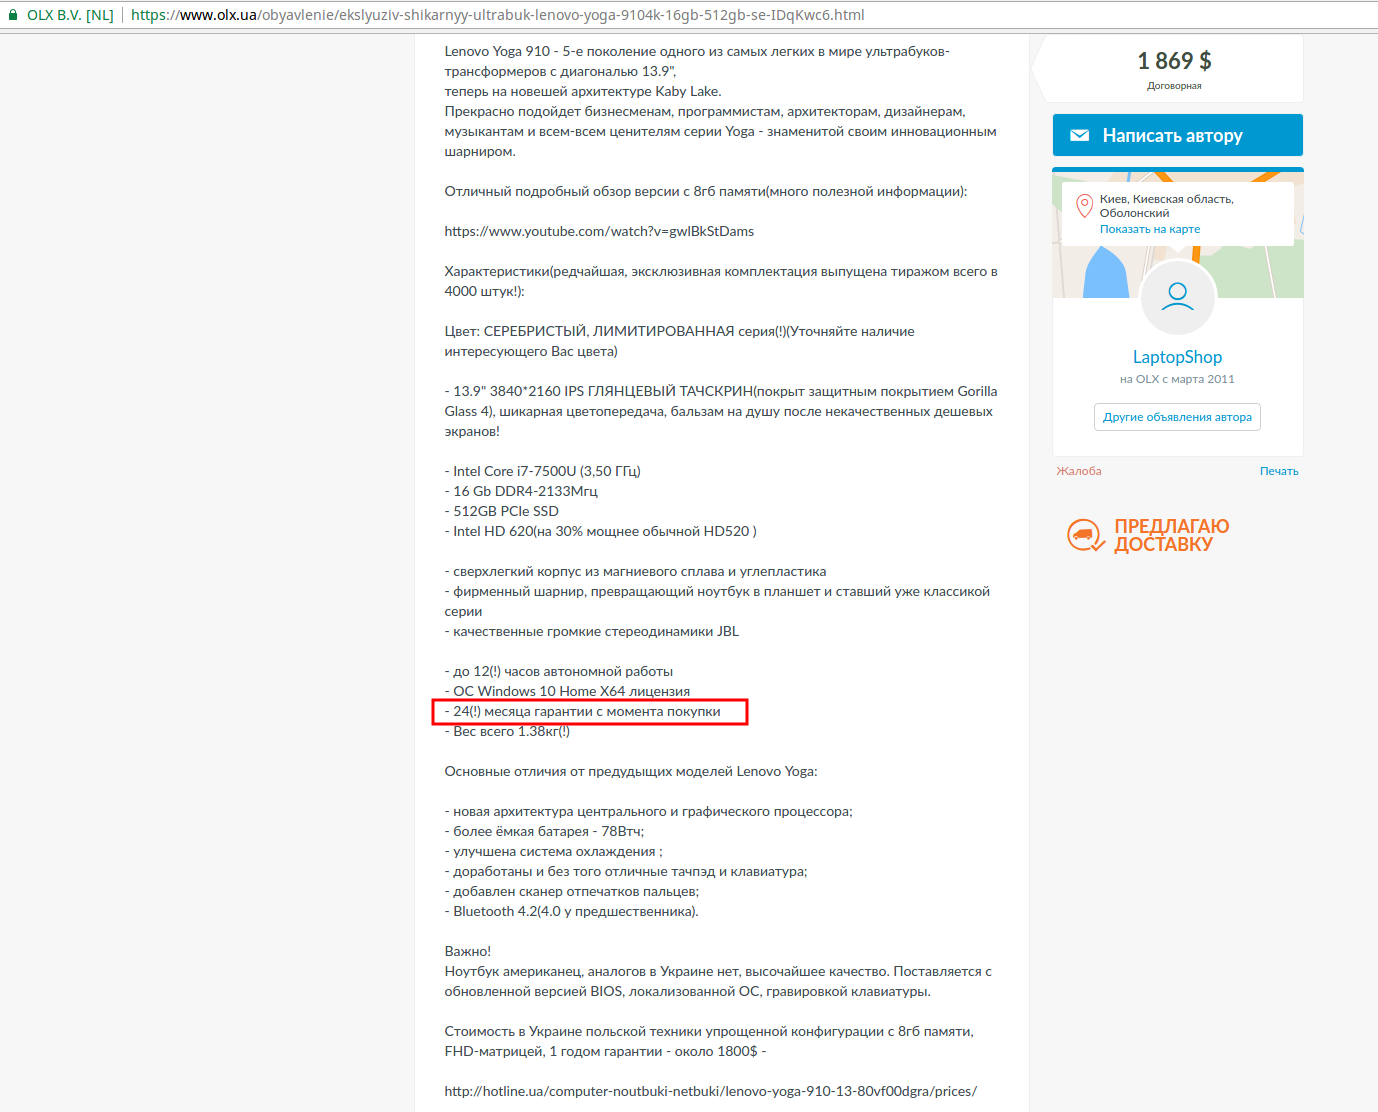 OLX B.V. [NL] https://www.olx.ua/obyavlenie/ekslyuziv-shikarnyy-ultrabuk-lenovo-yoga-9104k-16gb-512gb-se-IDqKwc6.html
Lenovo Yoga 910 - 5-е поколение одного из самых легких в мире ультрабуков-
трансформеров с диагональю 13.9",
теперь на новешей архитектуре Kaby Lake.
Прекрасно подойдет бизнесменам, программистам, архитекторам, дизайнерам,
музыкантам и всем-всем ценителям серии Yoga - знаменитой своим инновационным
шарниром.
Отличный подробный обзор версии с 8гб памяти(много полезной информации):
https://www.youtube.com/watch?v=gwlBkStDams
Характеристики(редчайшая, эксклюзивная комплектация выпущена тиражом всего в
4000 штук!):
Цвет: СЕРЕБРИСТЫЙ, ЛИМИТИРОВАННАЯ серия(!)(Уточняйте наличие
интересующего Вас цвета)
- 13.9" 3840*2160 IPS ГЛЯНЦЕВЫЙ ТАЧСКРИН(покрыт защитным покрытием Gorilla
Glass 4), шикарная цветопередача, бальзам на душу после некачественных дешевых
экранов!
- Intel Core i7-7500U (3,50 ГГц)
- 16 Gb DDR4-2133Мгц
- 512GB PCIe SSD
- Intel HD 620(на 30% мощнее обычной HD520 )
- сверхлегкий корпус из магниевого сплава и углепластика
- фирменный шарнир, превращающий ноутбук в планшет и ставший уже классикой
серии
- качественные громкие стереодинамики JBL
- до 12(!) часов автономной работы
- ОС Windows 10 Home X64 лицензия
- 24(!) месяца гарантии с момента покупки
- Вес всего 1.38кг(!)
Основные отличия от предудыщих моделей Lenovo Yoga:
- новая архитектура центрального и графического процессора;
- более ёмкая батарея - 78Втч;
- улучшена система охлаждения ;
- доработаны и без того отличные тачпэд и клавиатура;
- добавлен сканер отпечатков пальцев;
- Bluetooth 4.2(4.0 у предшественника).
Важно!
Ноутбук американец, аналогов в Украине нет, высочайшее качество. Поставляется с
обновленной версией BIOS, локализованной ОС, гравировкой клавиатуры.
Стоимость в Украине польской техники упрощенной конфигурации с 8гб памяти,
FHD-матрицей, 1 годом гарантии - около 1800$ -
http://hotline.ua/computer-noutbuki-netbuki/lenovo-yoga-910-13-80vf00dgra/prices/
1 869 $
Договорная
Написать автору
Киев, Киевская область,
Оболонский
Показать на карте
LaptopShop
на OLX с марта 2011
Другие объявления автора
Жалоба Печать
ПРЕДЛАГАЮ
ДОСТАВКУ